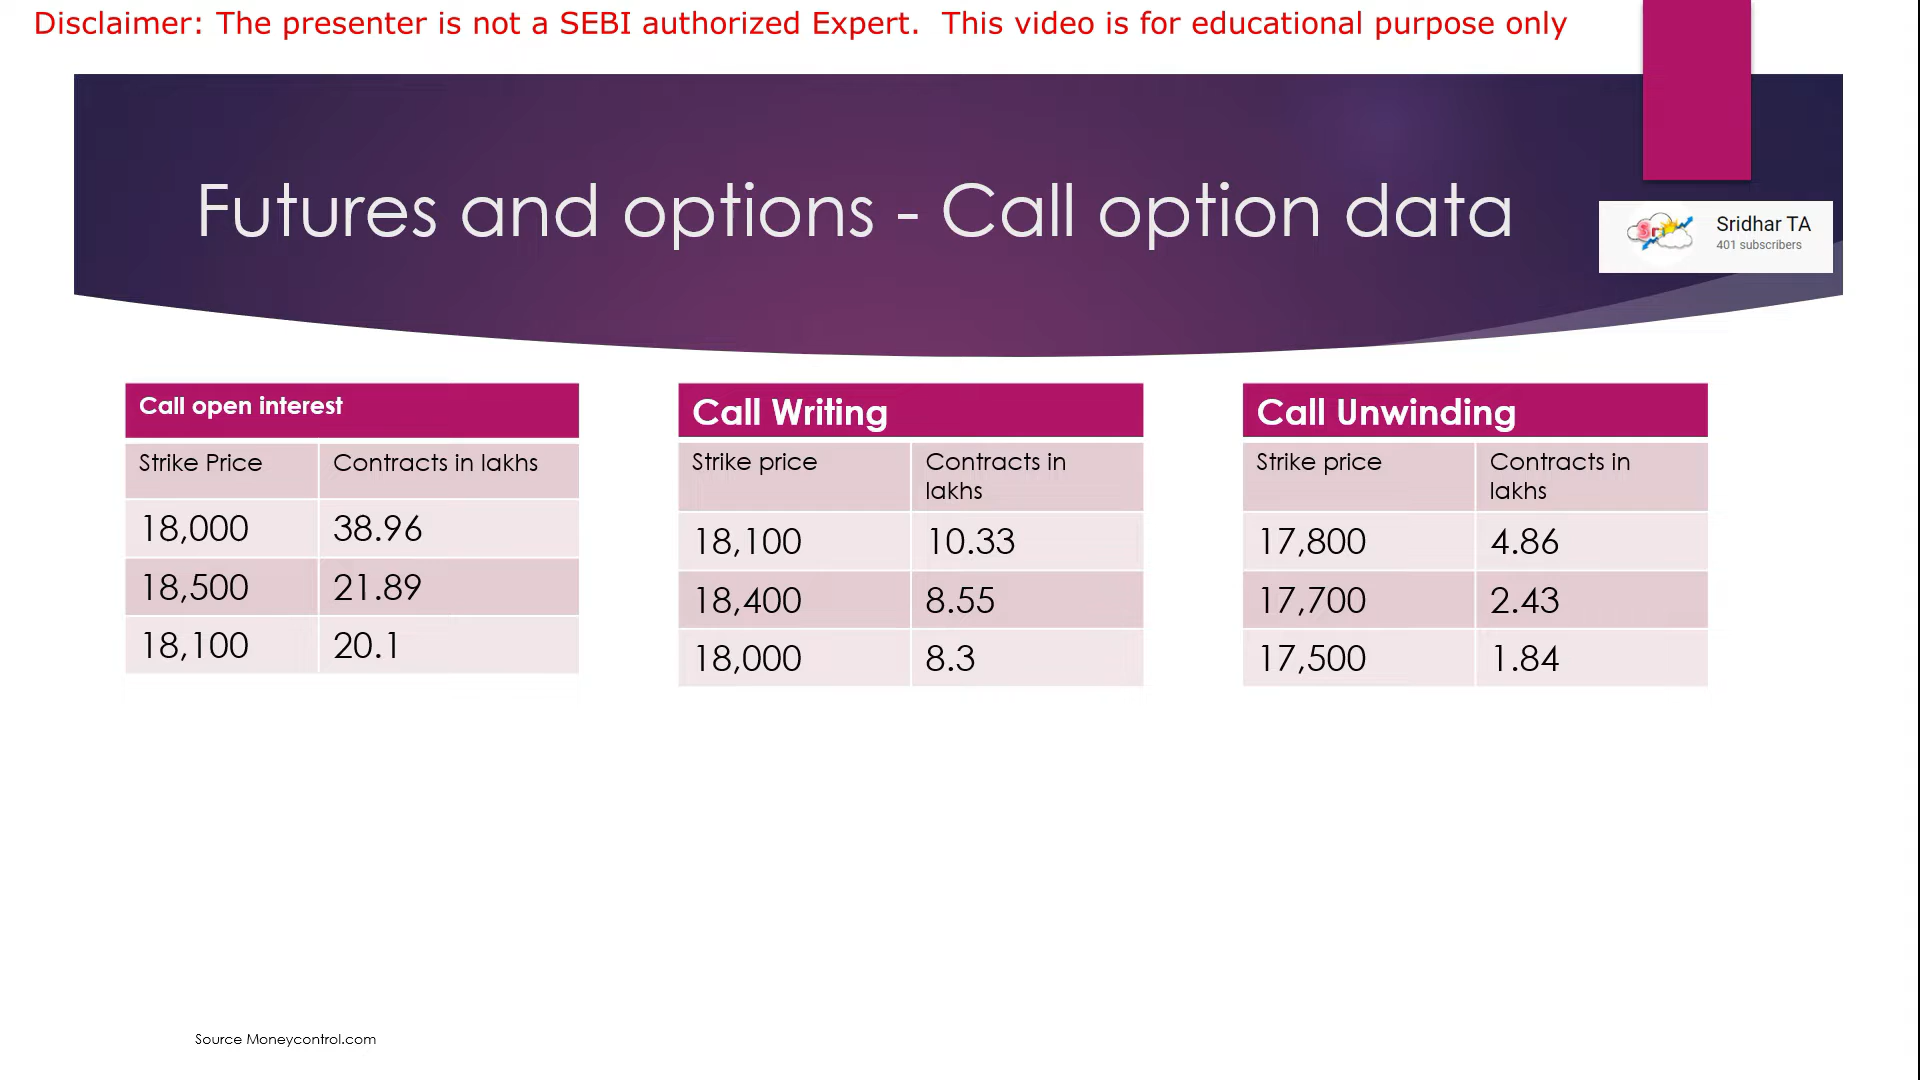 Disclaimer: The presenter is not a SEBI authorized Expert.  This video is for educational purpose only
Futures and options - Call option data
Sridhar TA
401 subscribers
Sri
Call open interest
Strike Price Contracts in lakhs
18,000 38.96
18,500 21.89
18,100 20.1
Call Writing
Strike price Contracts in
lakhs
18,100 10.33
18,400 8.55
18,000 8.3
Call Unwinding
Strike price Contracts in
lakhs
17,800 4.86
17,700 2.43
17,500 1.84
Source Moneycontrol.com